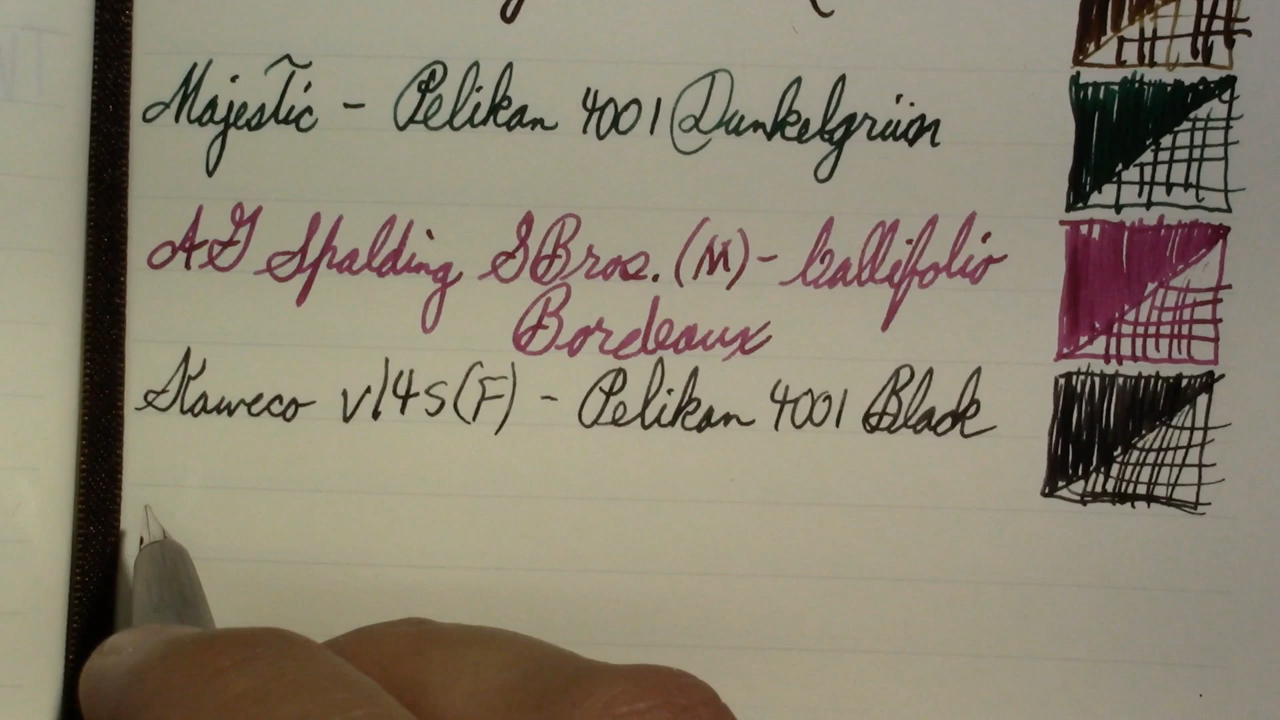 Majestic - Pelikan 4001 Dunkelgrün
AG Spalding & Bros. (M) - Callifolio
Bordeaux
Kaweco V14S (F) - Pelikan 4001 Black